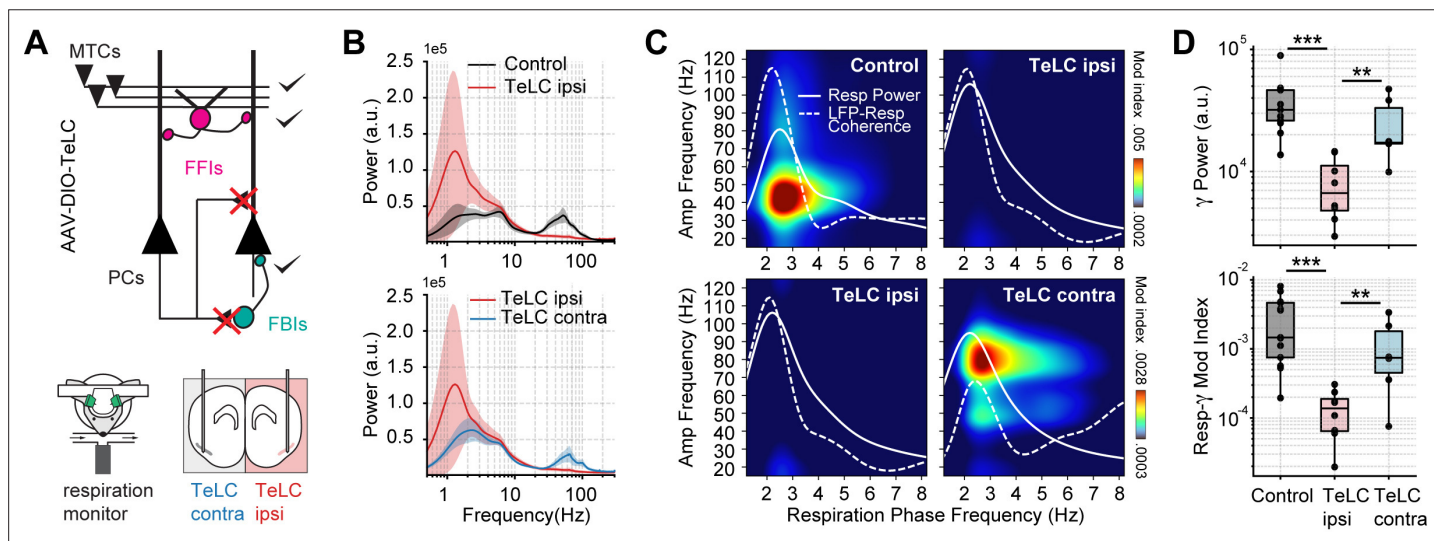 A
MTCs
AAV-DIO-TeLC
FFIs
PCs
FBIs
respiration
monitor
TeLC
contra
TeLC
ipsi
B
1e5
Control
TeLC ipsi
2.5
2.0
1.5
1.0
0.5
Power (a.u.)
1 10 100
1e5
TeLC ipsi
TeLC contra
2.5
2.0
1.5
1.0
0.5
Power (a.u.)
1 10 100
Frequency(Hz)
C
Control
Resp Power
LFP-Resp
Coherence
Amp Frequency (Hz)
120
110
100
90
80
70
60
50
40
30
20
2 3 4 5 6 7 8
TeLC ipsi
2 3 4 5 6 7 8
Mod index .005
.0002
TeLC ipsi
Amp Frequency (Hz)
120
110
100
90
80
70
60
50
40
30
20
2 3 4 5 6 7 8
TeLC contra
2 3 4 5 6 7 8
Mod index .0028
.0003
Respiration Phase Frequency (Hz)
D
***
**
10^5
10^4
γ Power (a.u.)
***
**
10^-2
10^-3
10^-4
Resp-γ Mod Index
Control
TeLC
ipsi
TeLC
contra